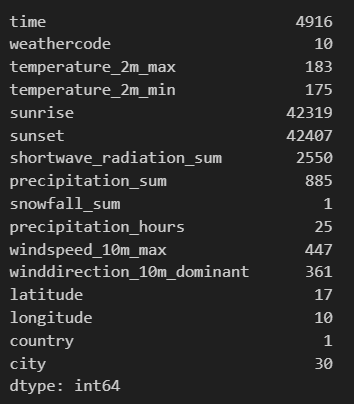 time 4916
weathercode 10
temperature_2m_max 183
temperature_2m_min 175
sunrise 42319
sunset 42407
shortwave_radiation_sum 2550
precipitation_sum 885
snowfall_sum 1
precipitation_hours 25
windspeed_10m_max 447
winddirection_10m_dominant 361
latitude 17
longitude 10
country 1
city 30
dtype: int64